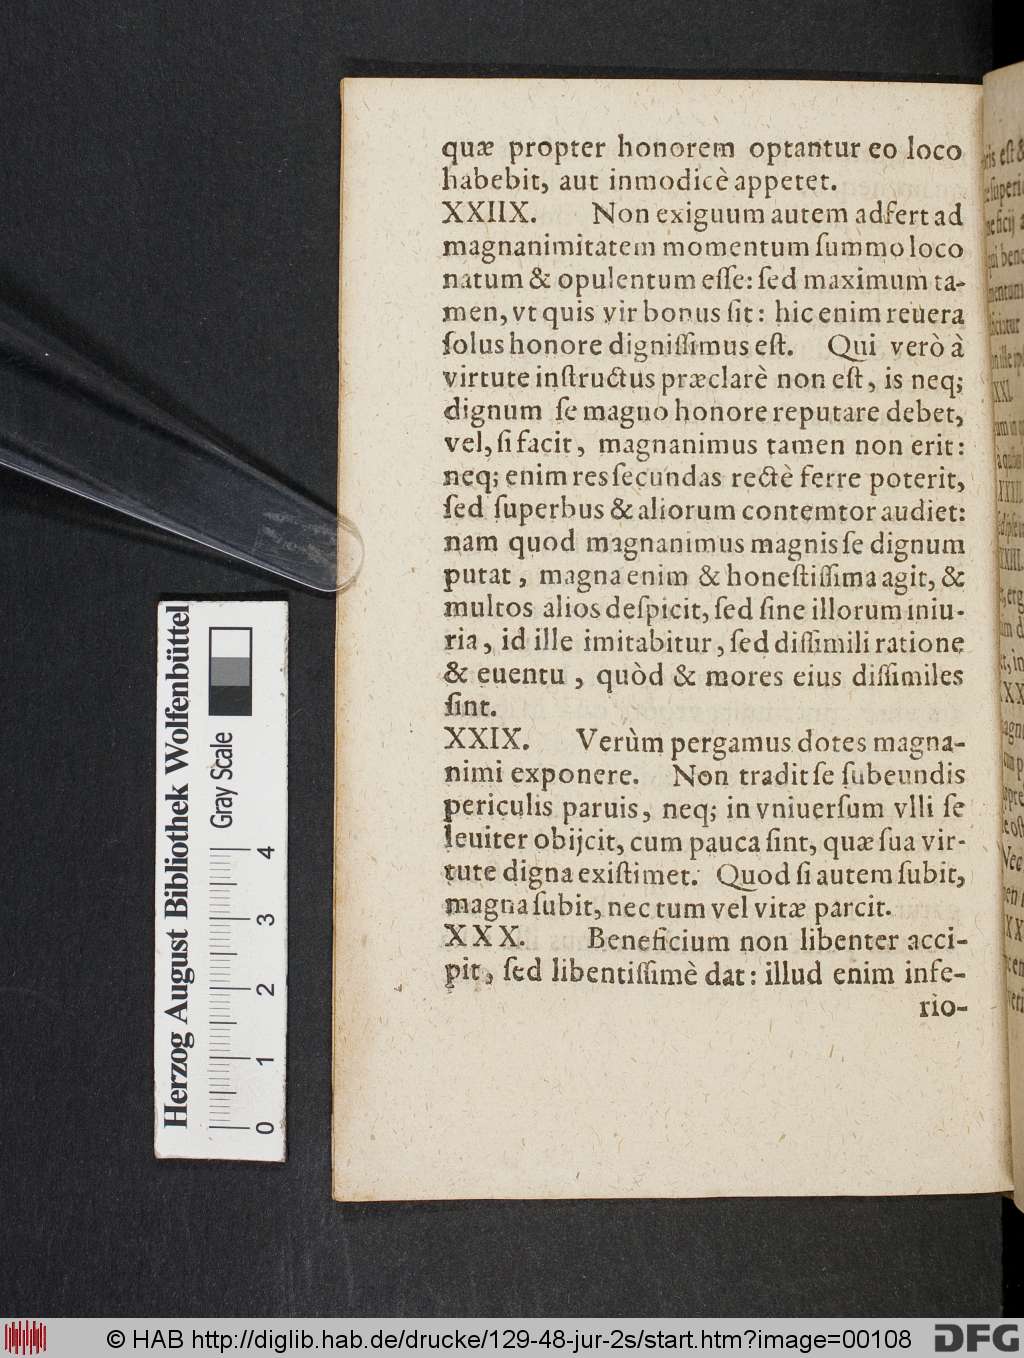 quæ propter honorem optantur eo loco
habebit, aut inmodicè appetet.
XXIIX. Non exiguum autem adfert ad
magnanimitatem momentum ſummo loco
natum & opulentum eſſe: ſed maximum ta-
men, vt quis vir bonus ſit: hic enim reuera
ſolus honore digniſſimus eſt. Qui verò à
virtute inſtructus præclarè non eſt, is neq;
dignum ſe maguo honore reputare debet,
vel, ſi facit, magnanimus tamen non erit:
neq; enim res ſecundas rectè ferre poterit,
ſed ſuperbus & aliorum contemtor audiet:
nam quod magnanimus magnis ſe dignum
putat, magna enim & honeſtiſſima agit, &
multos alios deſpicit, ſed ſine illorum iniu-
ria, id ille imitabitur, ſed diſſimili ratione
& euentu, quòd & mores eius diſſimiles
ſint.
XXIX. Verùm pergamus dotes magna-
nimi exponere. Non tradit ſe ſubeundis
periculis paruis, neq; in vniuerſum vlli ſe
leuiter obijcit, cum pauca ſint, quæ ſua vir-
tute digna exiſtimet. Quod ſi autem ſubit,
magna ſubit, nec tum vel vitæ parcit.
XXX. Beneficium non libenter acci-
pit, ſed libentiſſimè dat: illud enim infe-
rio-
Herzog August Bibliothek Wolfenbüttel
Gray Scale
0 1 2 3 4
© HAB http://diglib.hab.de/drucke/129-48-jur-2s/start.htm?image=00108
DFG